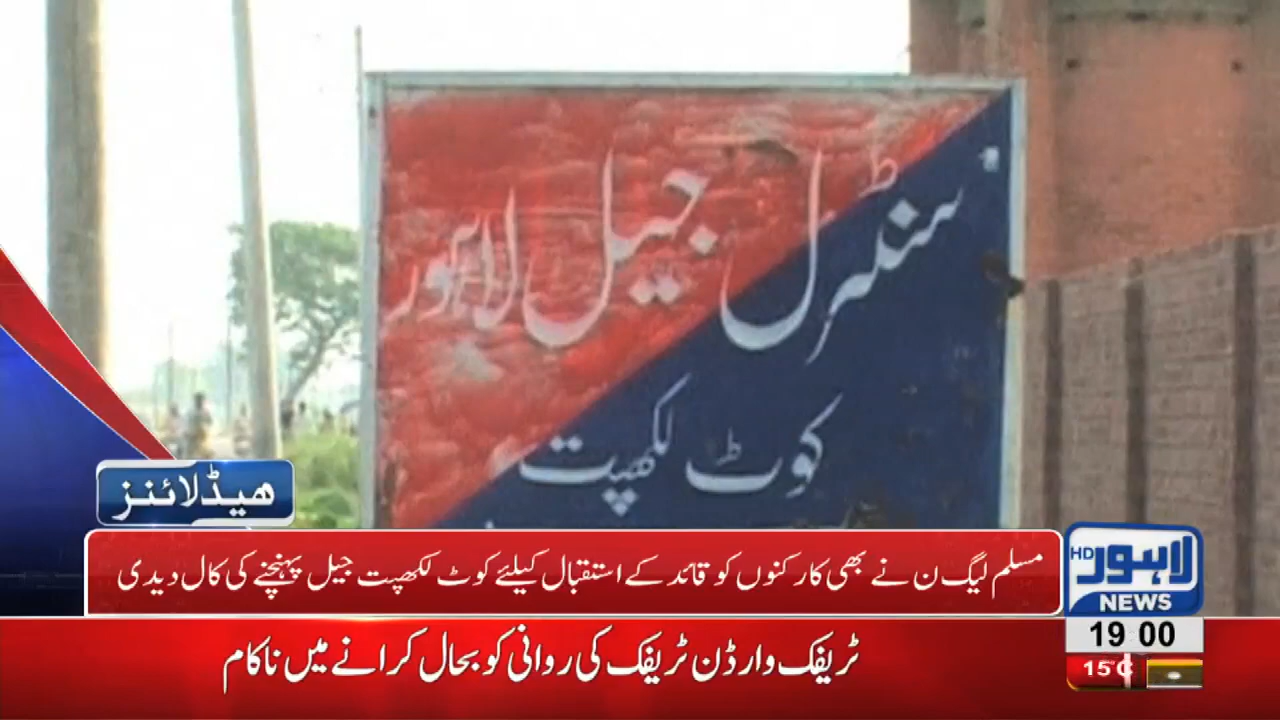 سنٹرل جیل لاہور
کوٹ لکھپت
ہیڈلائنز
مسلم لیگ ن نے بھی کارکنوں کو قائد کے استقبال کیلئے کوٹ لکھپت جیل پہنچنے کی کال دیدی
HD لاہور
NEWS
ٹریفک وارڈن ٹریفک کی روانی کو بحال کرانے میں ناکام
19 00
15°C